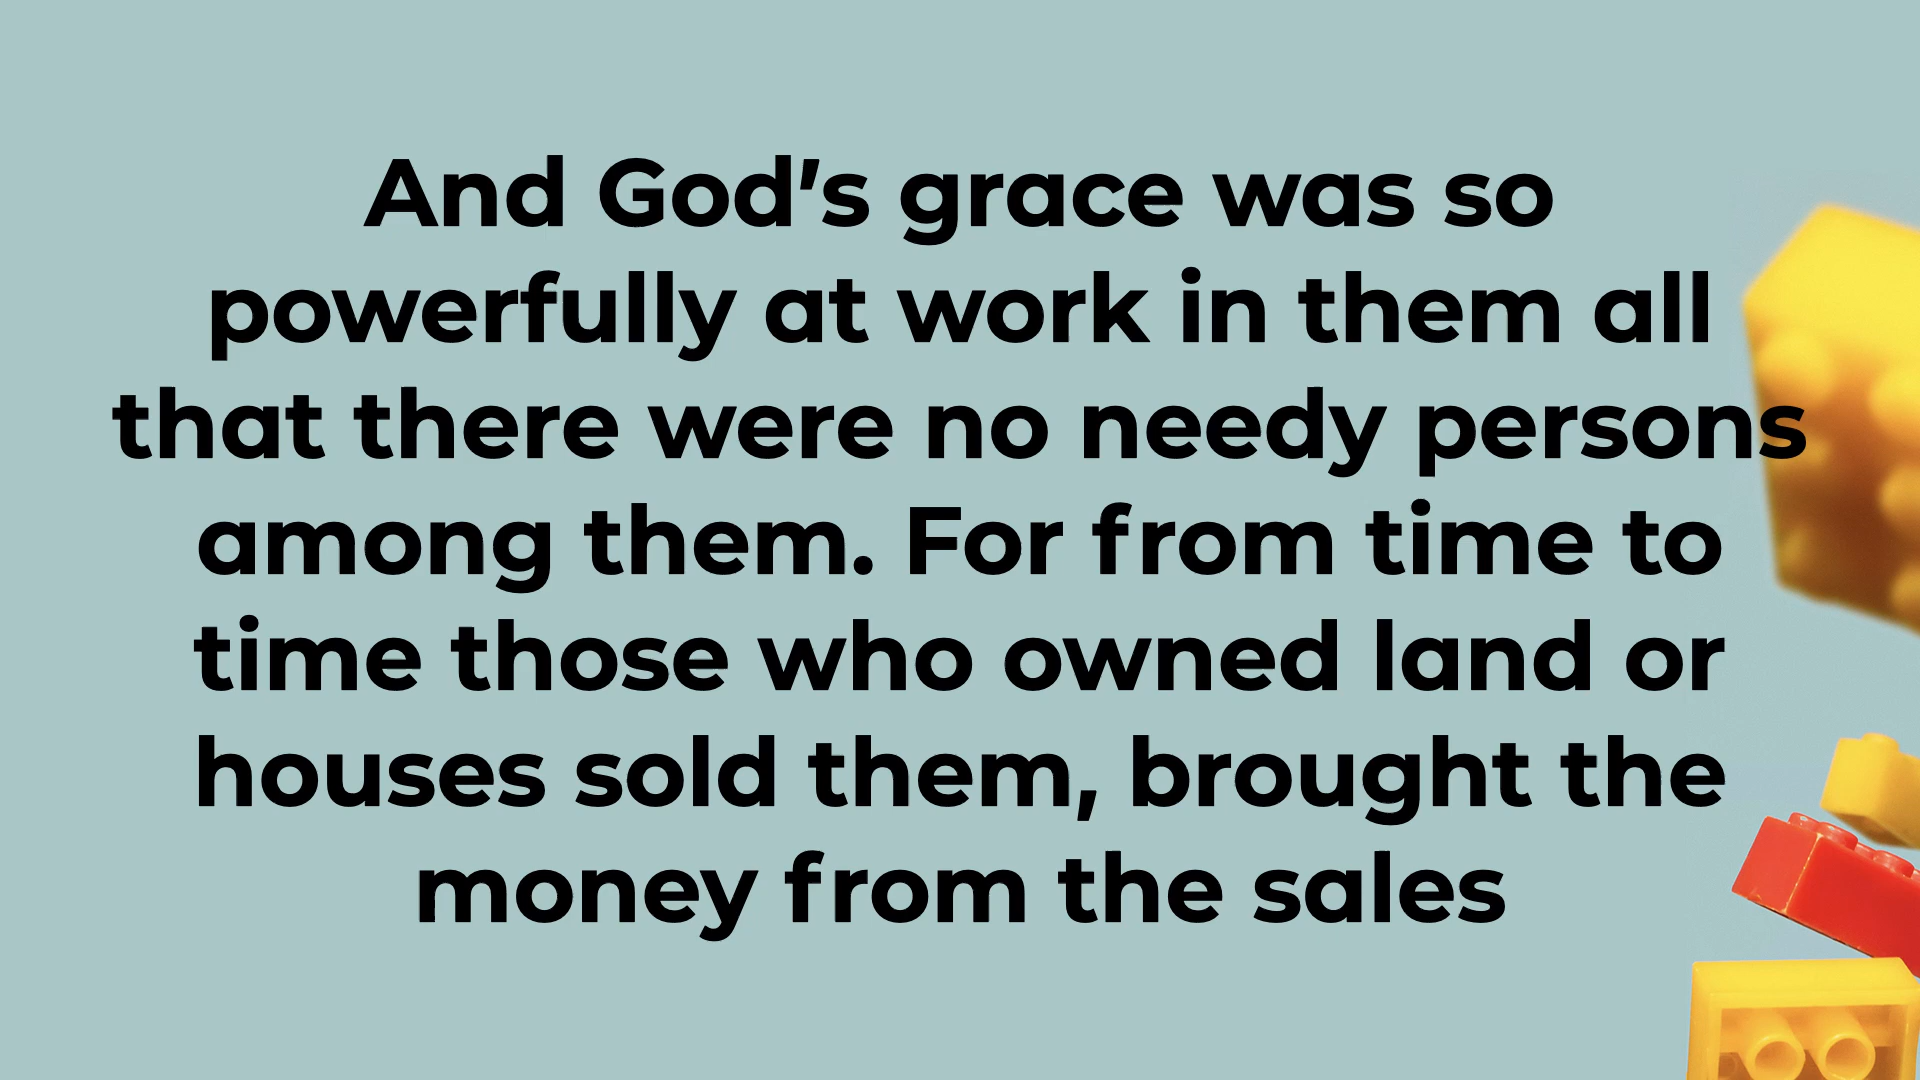 And God's grace was so
powerfully at work in them all
that there were no needy persons
among them. For from time to
time those who owned land or
houses sold them, brought the
money from the sales